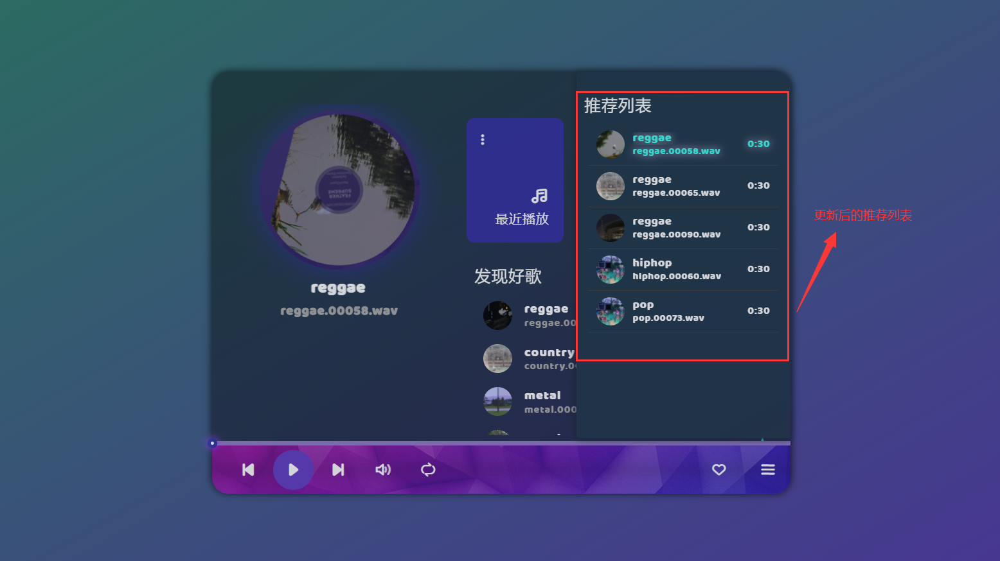 reggae
reggae.00058.wav
最近播放
发现好歌
reggae
reggae.00
country
country.0
metal
metal.000
推荐列表
reggae
reggae.00058.wav
0:30
reggae
reggae.00065.wav
0:30
reggae
reggae.00090.wav
0:30
hiphop
hiphop.00060.wav
0:30
pop
pop.00073.wav
0:30
更新后的推荐列表
FEATHER
SUPREME